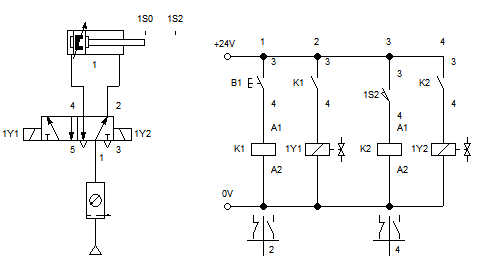 1S0 1S2
1
4 2
1Y1 1Y2
5 3
1
1 2 3 4
+24V
3 3 3 3
B1 K1 1S2 K2
4 4 4 4
A1 A1
K1 1Y1 K2 1Y2
A2 A2
0V
2 4